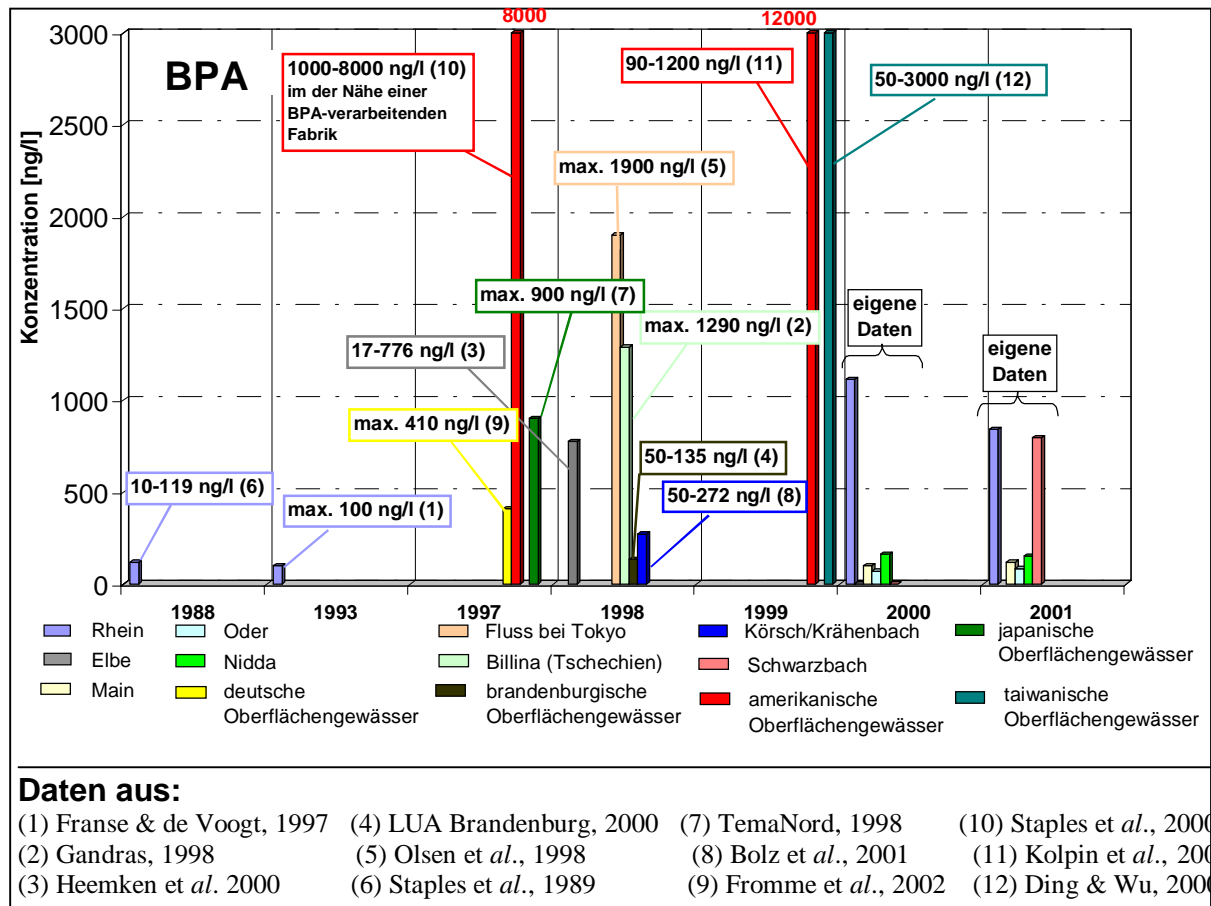 8000
12000
BPA
Konzentration [ng/l]
3000
2500
2000
1500
1000
500
0
1000-8000 ng/l (10)
im der Nähe einer
BPA-verarbeitenden
Fabrik
90-1200 ng/l (11)
50-3000 ng/l (12)
max. 1900 ng/l (5)
max. 900 ng/l (7)
max. 1290 ng/l (2)
17-776 ng/l (3)
max. 410 ng/l (9)
50-135 ng/l (4)
10-119 ng/l (6)
max. 100 ng/l (1)
50-272 ng/l (8)
eigene
Daten
eigene
Daten
1988 1993 1997 1998 1999 2000 2001
Rhein
Elbe
Main
Oder
Nidda
deutsche
Oberflächengewässer
Fluss bei Tokyo
Billina (Tschechien)
brandenburgische
Oberflächengewässer
Körsch/Krähenbach
Schwarzbach
amerikanische
Oberflächengewässer
japanische
Oberflächengewässer
taiwanische
Oberflächengewässer
Daten aus:
(1) Franse & de Voogt, 1997 (4) LUA Brandenburg, 2000 (7) TemaNord, 1998 (10) Staples et al., 2000
(2) Gandras, 1998 (5) Olsen et al., 1998 (8) Bolz et al., 2001 (11) Kolpin et al.,
(3) Heemken et al. 2000 (6) Staples et al., 1989 (9) Fromme et al., 2002 (12) Ding & Wu, 2000